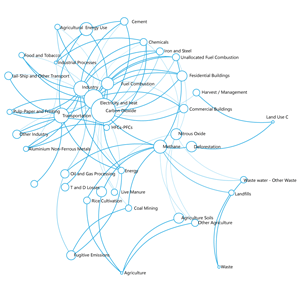 Cement
Agricultural Energy Use
Chemicals
Iron and Steel
Food and Tobacco
Unallocated Fuel Combustion
Industrial Processes
Rail-Ship and Other Transport
Residential Buildings
Industry
Fuel Combustion
Harvest / Management
Electricity and Heat
Carbon Dioxide
Commercial Buildings
Pulp-Paper and Printing
Transportation
Land Use C
HFCs-PFCs
Other Industry
Nitrous Oxide
Aluminium Non-Ferrous Metals
Methane
Deforestation
Energy
Oil and Gas Processing
Waste water - Other Waste
T and D Losses
Live Manure
Landfills
Rice Cultivation
Coal Mining
Agriculture Soils
Other Agriculture
Fugitive Emissions
Waste
Agriculture